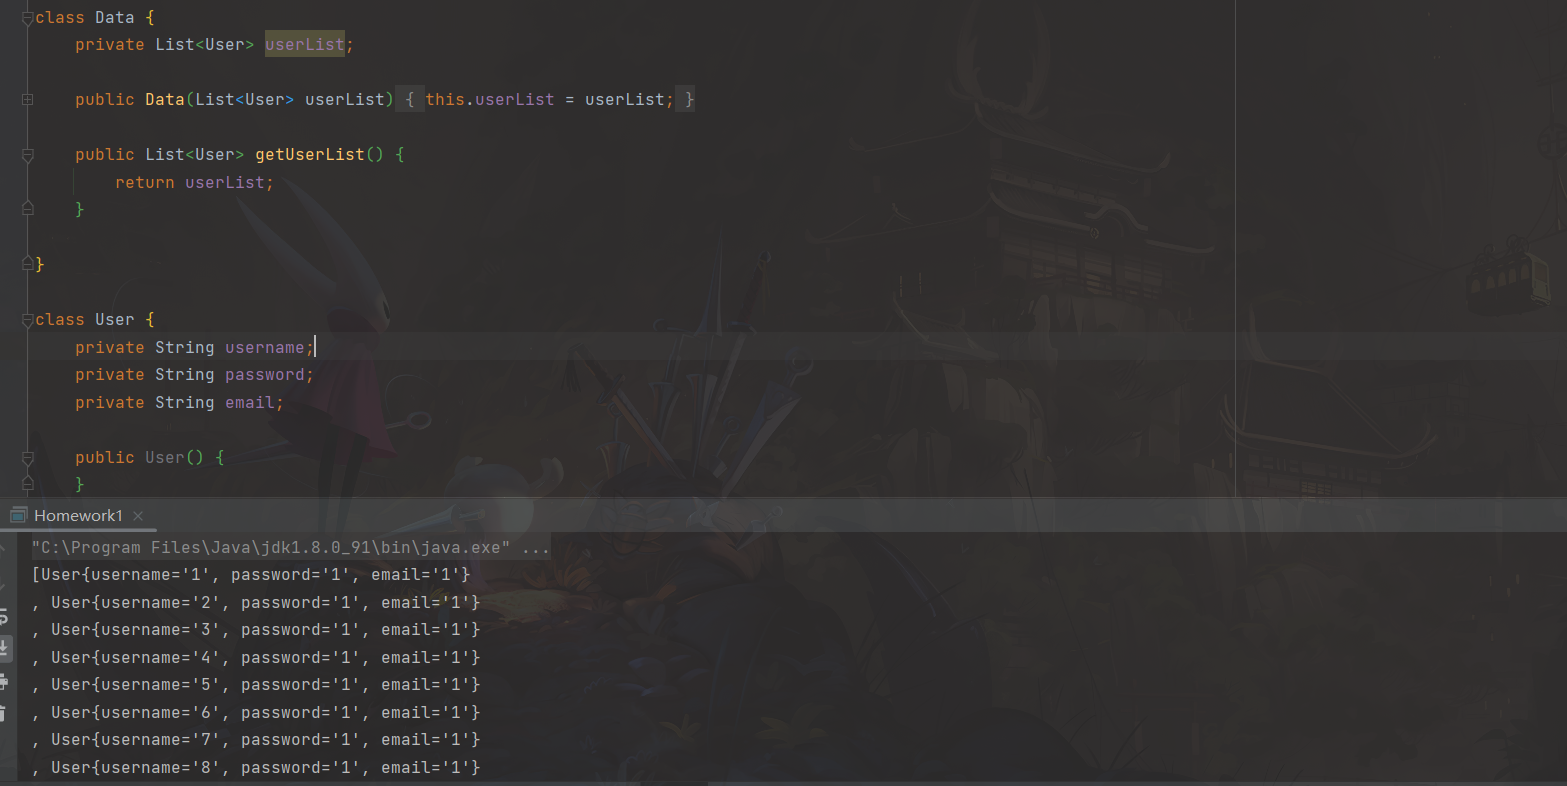 class Data {
private List<User> userList;
public Data(List<User> userList) { this.userList = userList; }
public List<User> getUserList() {
return userList;
}
}
class User {
private String username;
private String password;
private String email;
public User() {
}
Homework1
"C:\Program Files\Java\jdk1.8.0_91\bin\java.exe" ...
[User{username='1', password='1', email='1'}
, User{username='2', password='1', email='1'}
, User{username='3', password='1', email='1'}
, User{username='4', password='1', email='1'}
, User{username='5', password='1', email='1'}
, User{username='6', password='1', email='1'}
, User{username='7', password='1', email='1'}
, User{username='8', password='1', email='1'}